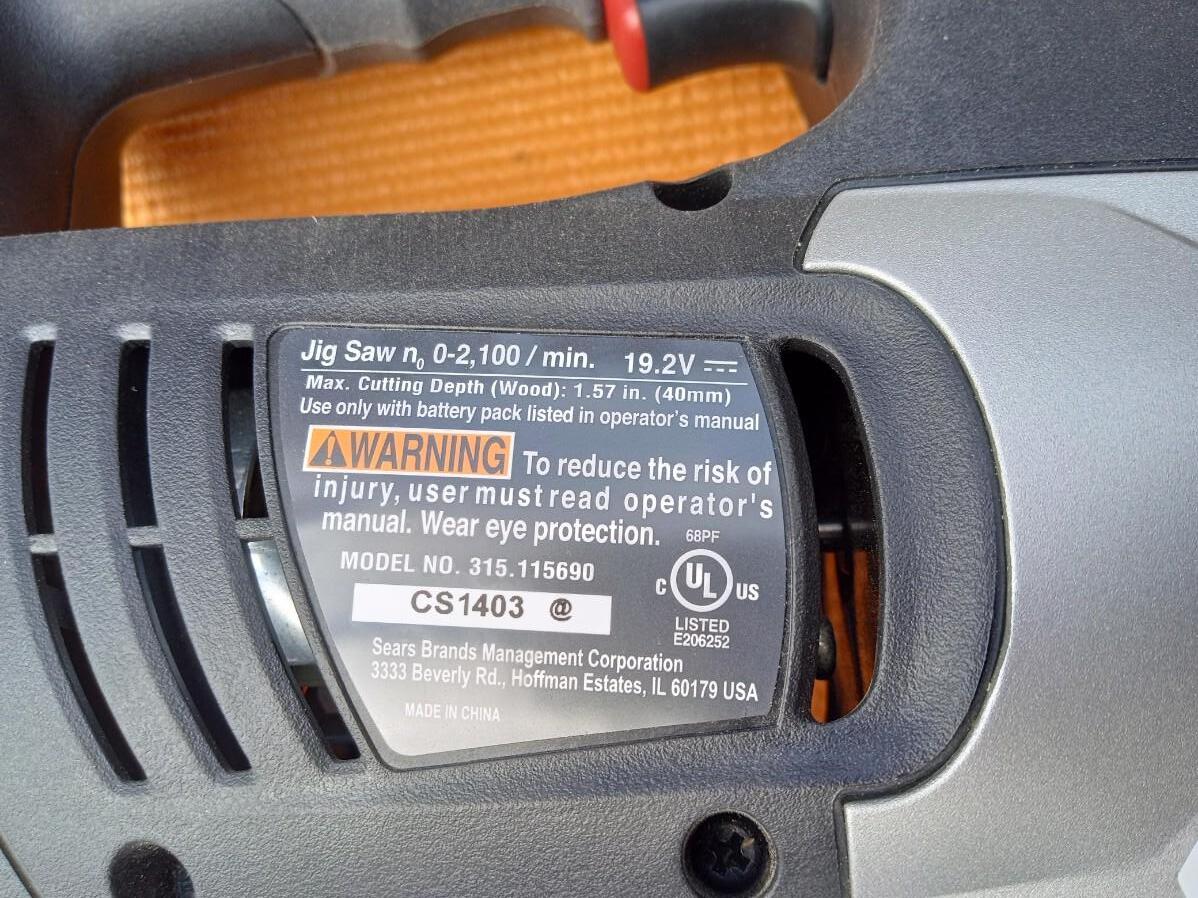 Jig Saw n0 0-2,100 / min. 19.2V
Max. Cutting Depth (Wood): 1.57 in. (40mm)
Use only with battery pack listed in operator's manual
WARNING To reduce the risk of
injury, user must read operator's
manual. Wear eye protection.
68PF
MODEL NO. 315.115690
C UL US
CS1403 @
LISTED
E206252
Sears Brands Management Corporation
3333 Beverly Rd., Hoffman Estates, IL 60179 USA
MADE IN CHINA